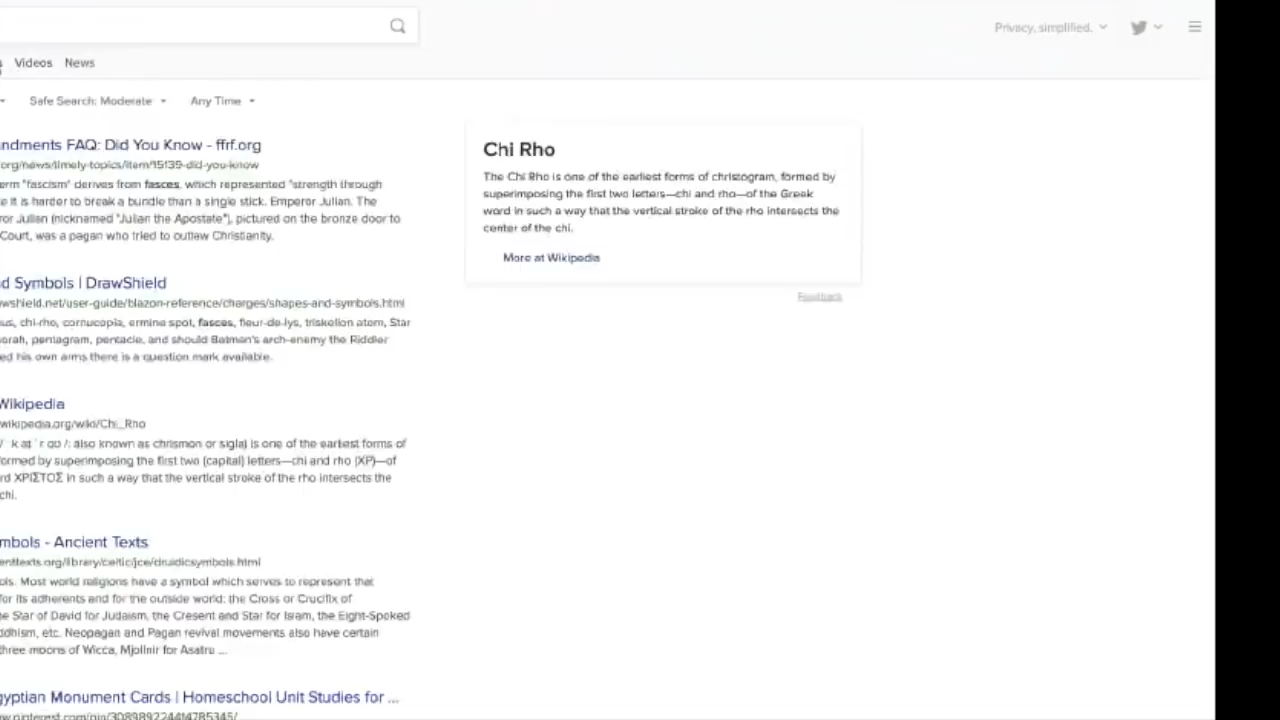 Privacy, simplified.
Videos News
Safe Search: Moderate Any Time
ndments FAQ: Did You Know - ffrf.org
org/news/timely-topics/item/15139-did-you-know
erm "fascism" derives from fasces, which represented "strength through
e it is harder to break a bundle than a single stick. Emperor Julian. The
ror Julian (nicknamed "Julian the Apostate"), pictured on the bronze door to
Court, was a pagan who tried to outlaw Christianity.
d Symbols | DrawShield
wshield.net/user-guide/blazon-reference/charges/shapes-and-symbols.html
us, chi-rho, cornucopia, ermine spot, fasces, fleur-de-lys, triskelion atom, Star
orah, pentagram, pentacle, and should Batman's arch-enemy the Riddler
ed his own arms there is a question mark available.
Wikipedia
wikipedia.org/wiki/Chi_Rho
also known as chrismon or sigla) is one of the earliest forms of
ormed by superimposing the first two (capital) letters—chi and rho (ΧΡ)—of
rd ΧΡΙΣΤΟΣ in such a way that the vertical stroke of the rho intersects the
chi.
mbols - Ancient Texts
enttexts.org/library/celtic/jce/druidicsymbols.html
ols. Most world religions have a symbol which serves to represent that
for its adherents and for the outside world: the Cross or Crucifix of
e Star of David for Judaism, the Cresent and Star for Islam, the Eight-Spoked
ddhism, etc. Neopagan and Pagan revival movements also have certain
three moons of Wicca, Mjollnir for Asatru ...
gyptian Monument Cards | Homeschool Unit Studies for ...
w.pinterest.com/pin/308989224414785345/
Chi Rho
The Chi Rho is one of the earliest forms of christogram, formed by
superimposing the first two letters—chi and rho—of the Greek
word in such a way that the vertical stroke of the rho intersects the
center of the chi.
More at Wikipedia
Feedback